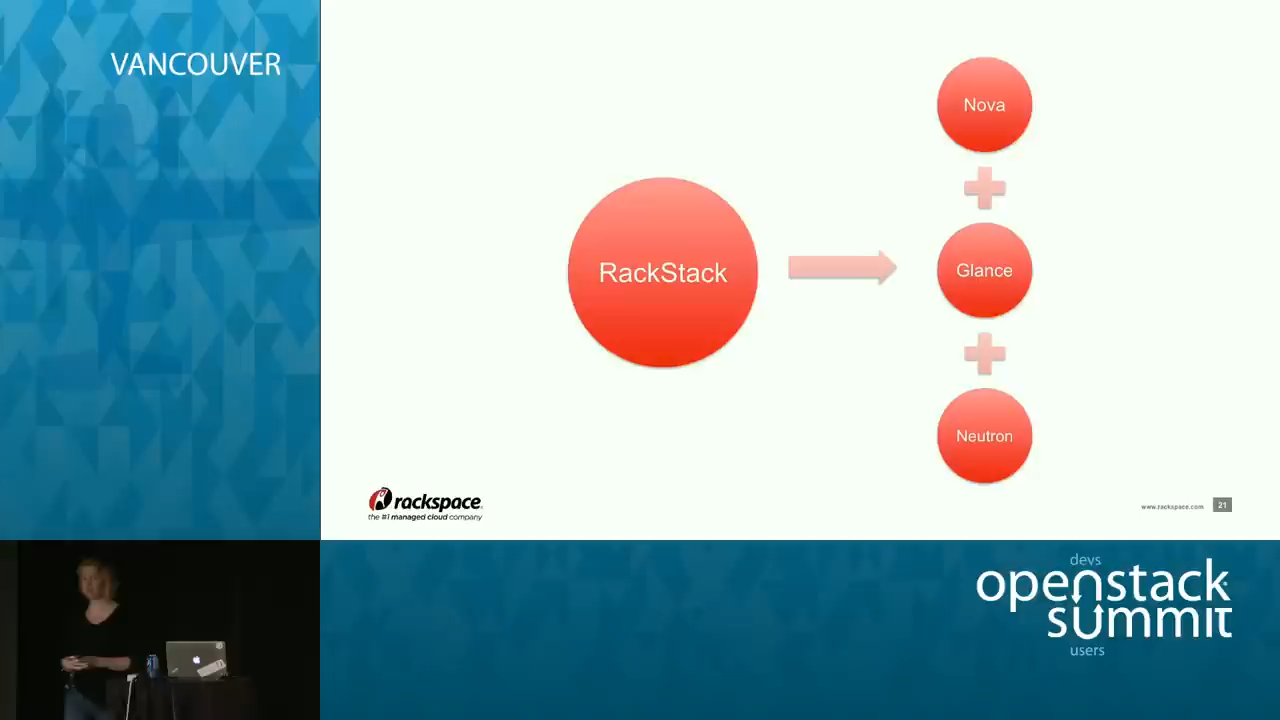 VANCOUVER
Nova
RackStack
Glance
Neutron
rackspace
the #1 managed cloud company
www.rackspace.com
21
devs
openstack
summit
users